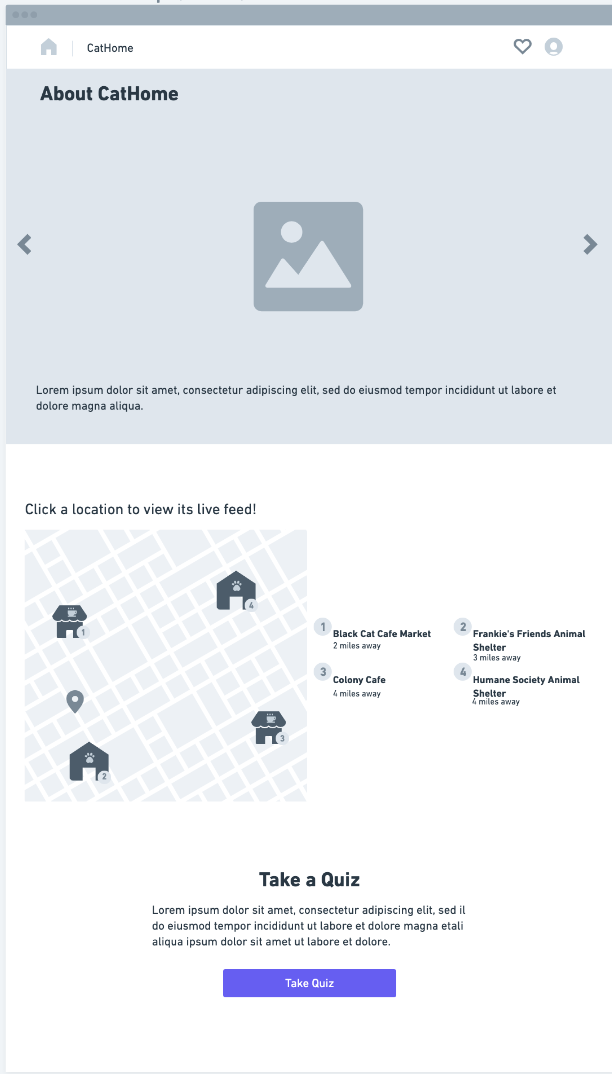 CatHome
About CatHome
Lorem ipsum dolor sit amet, consectetur adipiscing elit, sed do eiusmod tempor incididunt ut labore et
dolore magna aliqua.
Click a location to view its live feed!
4
1
3
2
1
Black Cat Cafe Market
2 miles away
2
Frankie's Friends Animal
Shelter
3 miles away
3
Colony Cafe
4 miles away
4
Humane Society Animal
Shelter
4 miles away
Take a Quiz
Lorem ipsum dolor sit amet, consectetur adipiscing elit, sed il
do eiusmod tempor incididunt ut labore et dolore magna etali
aliqua ipsum dolor sit amet ut labore et dolore.
Take Quiz